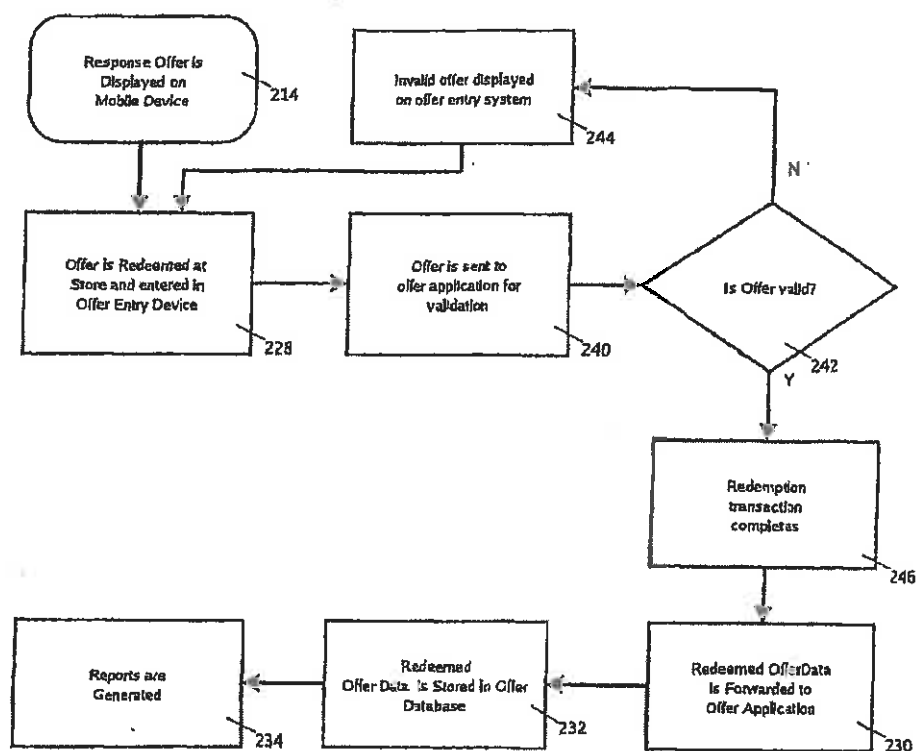 Response Offer is
Displayed on
Mobile Device
214
Invalid offer displayed
on offer entry system
244
N
Offer is Redeemed at
Store and entered in
Offer Entry Device
228
Offer is sent to
offer application for
validation
240
Is Offer valid?
242
Y
Redemption
transaction
completes
246
Reports are
Generated
234
Redeemed
Offer Data is Stored in Offer
Database
232
Redeemed OfferData
is Forwarded to
Offer Application
230